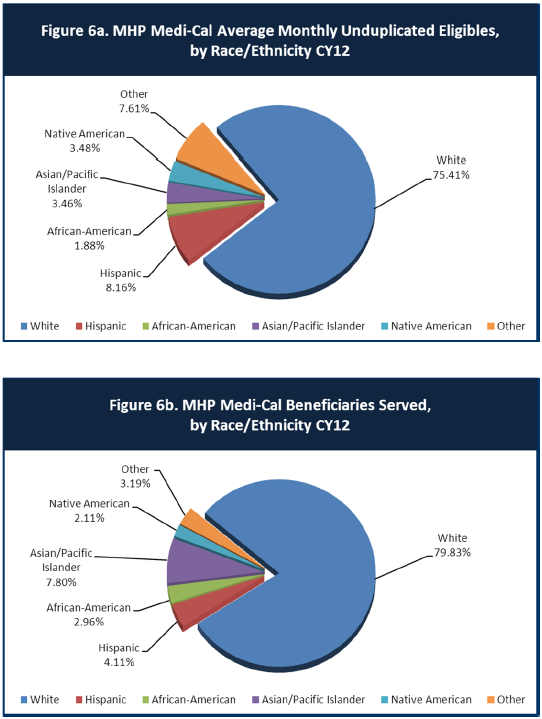 Figure 6a. MHP Medi-Cal Average Monthly Unduplicated Eligibles,
by Race/Ethnicity CY12
Other
7.61%
Native American
3.48%
Asian/Pacific
Islander
3.46%
African-American
1.88%
Hispanic
8.16%
White
75.41%
White Hispanic African-American Asian/Pacific Islander Native American Other
Figure 6b. MHP Medi-Cal Beneficiaries Served,
by Race/Ethnicity CY12
Other
3.19%
Native American
2.11%
Asian/Pacific
Islander
7.80%
African-American
2.96%
Hispanic
4.11%
White
79.83%
White Hispanic African-American Asian/Pacific Islander Native American Other